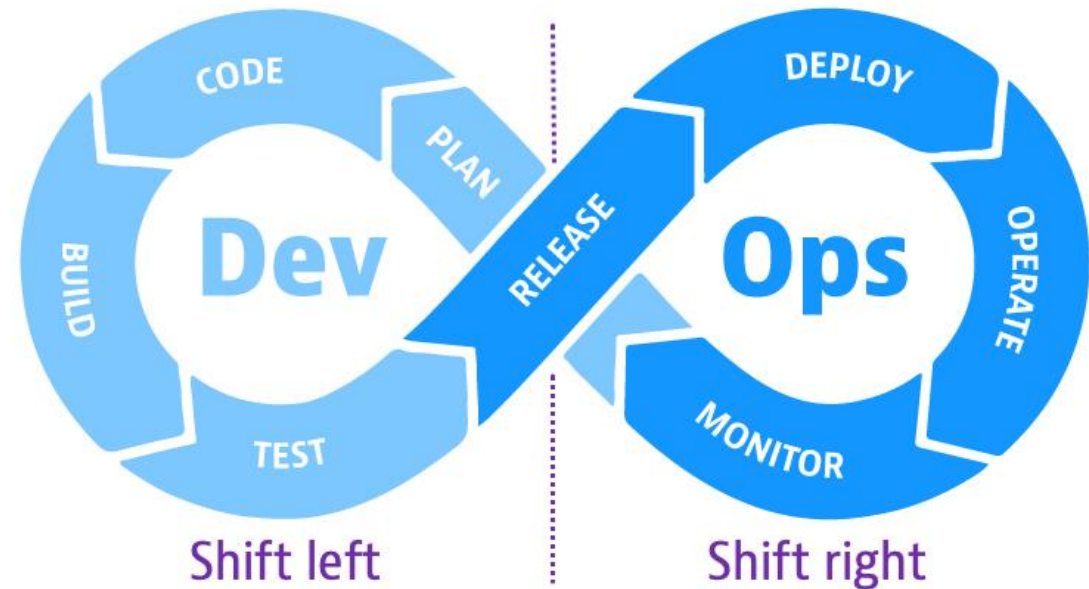 CODE
PLAN
BUILD
TEST
Dev
RELEASE
DEPLOY
OPERATE
MONITOR
Ops
Shift left
Shift right